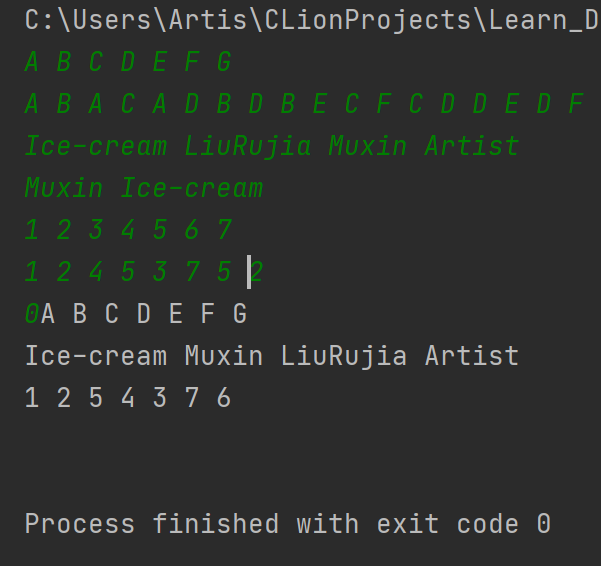 C:\Users\Artis\CLionProjects\Learn_D
A B C D E F G
A B A C A D B D B E C F C D D E D F
Ice-cream LiuRujia Muxin Artist
Muxin Ice-cream
1 2 3 4 5 6 7
1 2 4 5 3 7 5 2
0A B C D E F G
Ice-cream Muxin LiuRujia Artist
1 2 5 4 3 7 6
Process finished with exit code 0